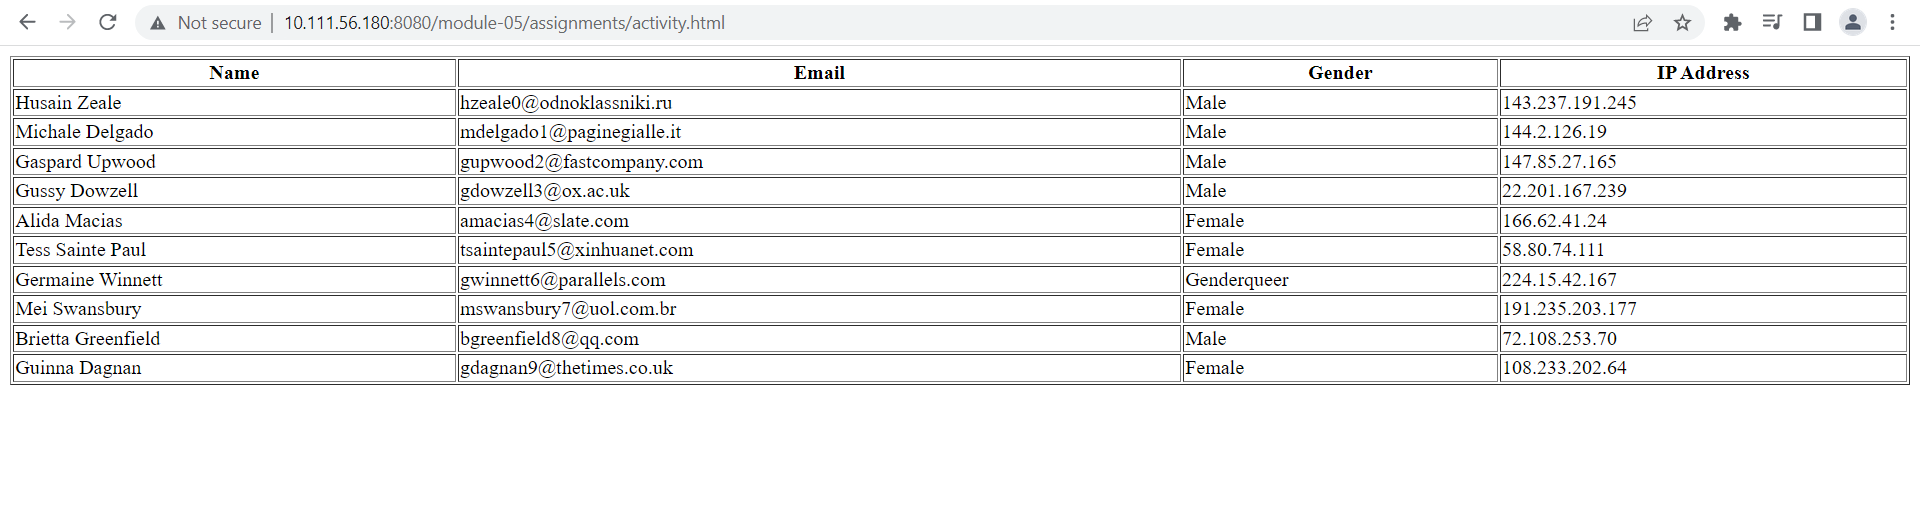 Not secure | 10.111.56.180:8080/module-05/assignments/activity.html
Name Email Gender IP Address
Husain Zeale hzeale0@odnoklassniki.ru Male 143.237.191.245
Michale Delgado mdelgado1@paginegialle.it Male 144.2.126.19
Gaspard Upwood gupwood2@fastcompany.com Male 147.85.27.165
Gussy Dowzell gdowzell3@ox.ac.uk Male 22.201.167.239
Alida Macias amacias4@slate.com Female 166.62.41.24
Tess Sainte Paul tsaintepaul5@xinhuanet.com Female 58.80.74.111
Germaine Winnett gwinnett6@parallels.com Genderqueer 224.15.42.167
Mei Swansbury mswansbury7@uol.com.br Female 191.235.203.177
Brietta Greenfield bgreenfield8@qq.com Male 72.108.253.70
Guinna Dagnan gdagnan9@thetimes.co.uk Female 108.233.202.64